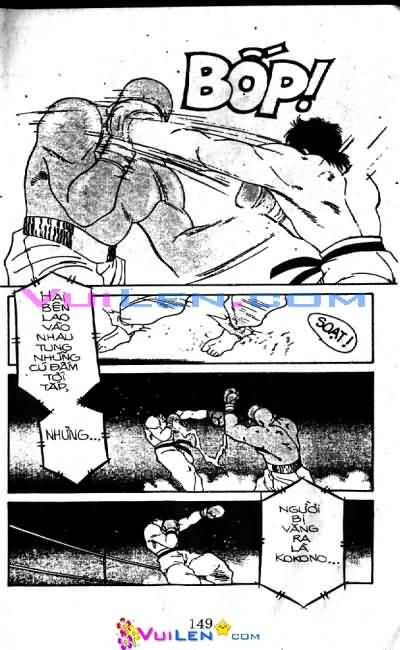 BỐP!
HAI
BÊN
LAO
VÀO
NHAU
TUNG
NHỮNG
CÚ ĐẤM
TỚI
TẤP,
VuiLen.com
SOẠT!
NHƯNG...
NGƯỜI
BỊ
VĂNG
RA
LÀ
KOKONO...
149
VuiLen.com